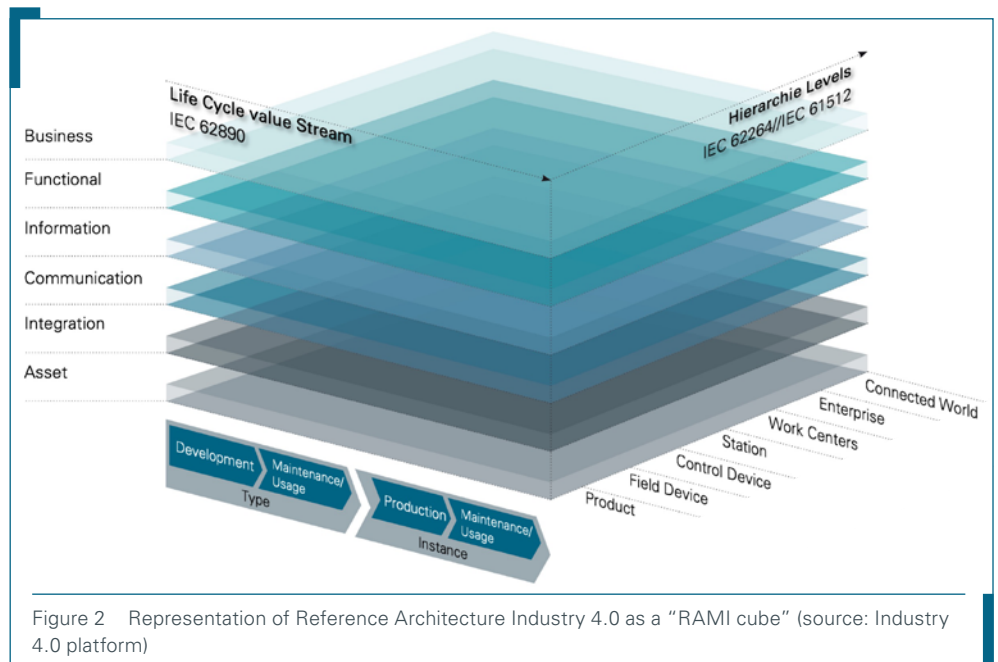 Life Cycle value Stream
IEC 62890
Hierarchie Levels
IEC 62264//IEC 61512
Business
Functional
Information
Communication
Integration
Asset
Development
Maintenance/
Usage
Type
Production
Maintenance/
Usage
Instance
Product
Field Device
Control Device
Station
Work Centers
Enterprise
Connected World
Figure 2 Representation of Reference Architecture Industry 4.0 as a “RAMI cube” (source: Industry
4.0 platform)